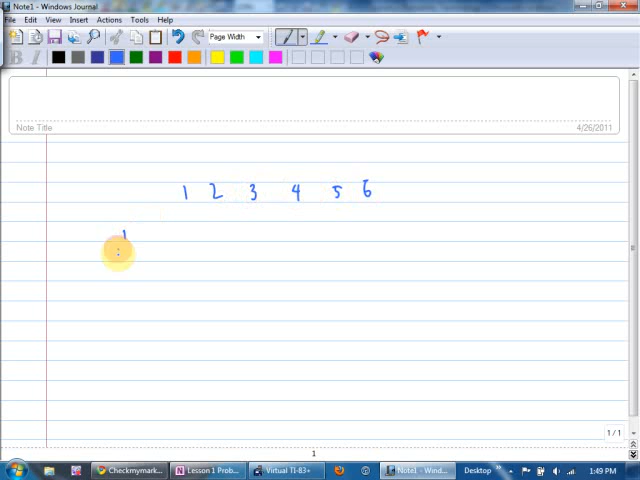 Note1 - Windows Journal
File Edit View Insert Actions Tools Help
Page Width
B I
Note Title 4/26/2011
1 2 3 4 5 6
1
1 / 1
1
Checkmymark... Lesson 1 Prob... Virtual TI-83+ Note1 - Wind... Desktop » 1:49 PM